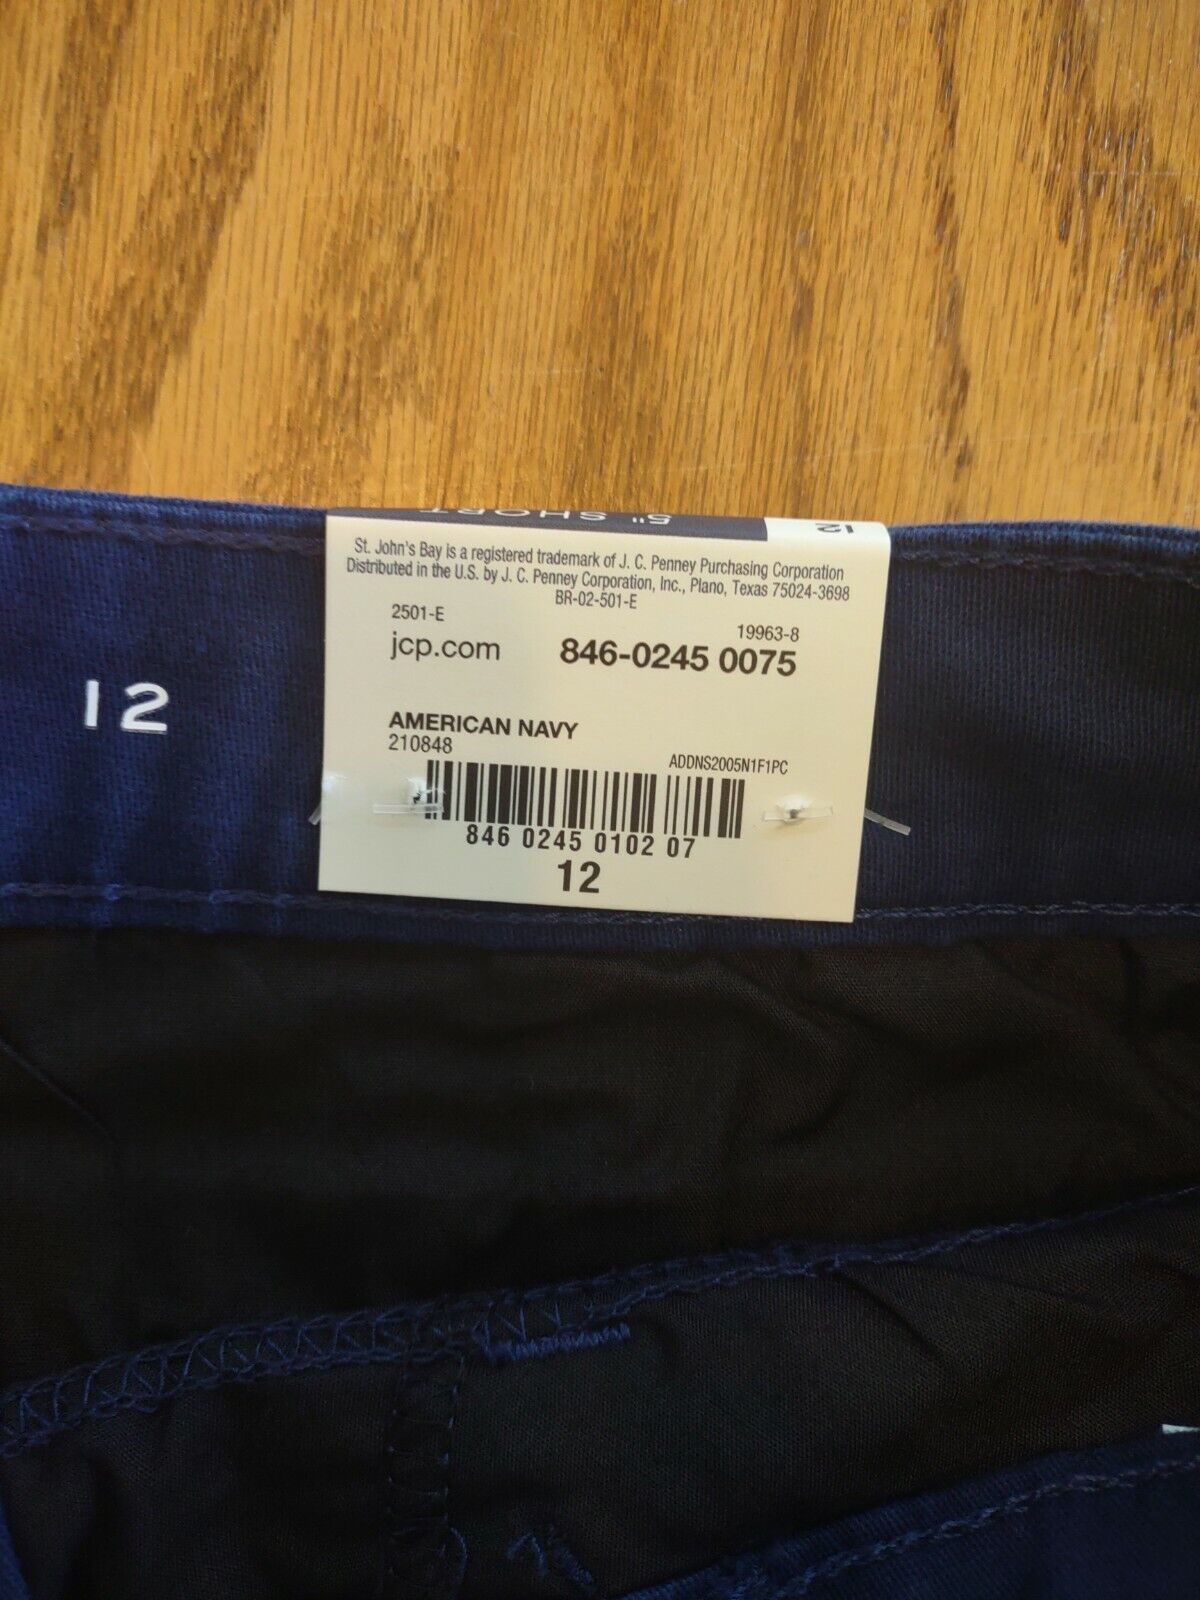 5" SHORT
12
St. John's Bay is a registered trademark of J. C. Penney Purchasing Corporation
Distributed in the U.S. by J. C. Penney Corporation, Inc., Plano, Texas 75024-3698
BR-02-501-E
2501-E
19963-8
jcp.com 846-0245 0075
12
AMERICAN NAVY
210848
ADDNS2005N1F1PC
846 0245 0102 07
12